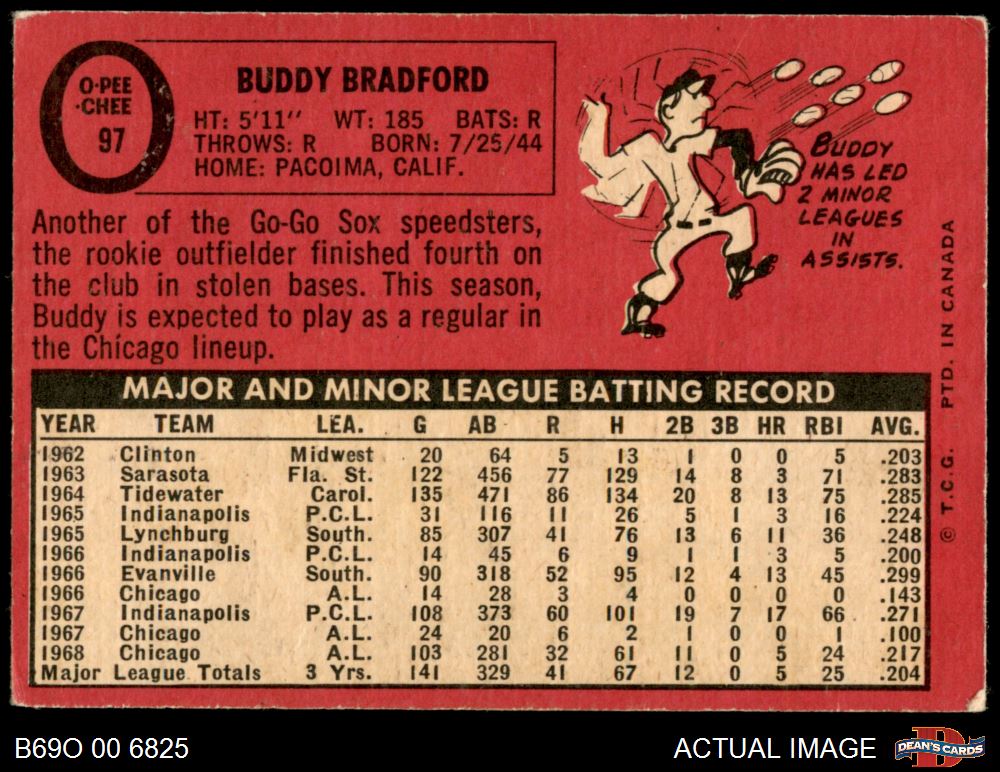 O-PEE
-CHEE
97
BUDDY BRADFORD
HT: 5'11" WT: 185 BATS: R
THROWS: R BORN: 7/25/44
HOME: PACOIMA, CALIF.
BUDDY
HAS LED
2 MINOR
LEAGUES
IN
ASSISTS.
Another of the Go-Go Sox speedsters,
the rookie outfielder finished fourth on
the club in stolen bases. This season,
Buddy is expected to play as a regular in
the Chicago lineup.
MAJOR AND MINOR LEAGUE BATTING RECORD
YEAR TEAM LEA. G AB R H 2B 3B HR RBI AVG.
1962 Clinton Midwest 20 64 5 13 1 0 0 5 .203
1963 Sarasota Fla. St. 122 456 77 129 14 8 3 71 .283
1964 Tidewater Carol. 135 471 86 134 20 8 13 75 .285
1965 Indianapolis P.C.L. 31 116 11 26 5 1 3 16 .224
1965 Lynchburg South. 85 307 41 76 13 6 11 36 .248
1966 Indianapolis P.C.L. 14 45 6 9 1 1 3 5 .200
1966 Evanville South. 90 318 52 95 12 4 13 45 .299
1966 Chicago A.L. 14 28 3 4 0 0 0 0 .143
1967 Indianapolis P.C.L. 108 373 60 101 19 7 17 66 .271
1967 Chicago A.L. 24 20 6 2 1 0 0 1 .100
1968 Chicago A.L. 103 281 32 61 11 0 5 24 .217
Major League Totals 3 Yrs. 141 329 41 67 12 0 5 25 .204
© T.C.G. PTD. IN CANADA
B69O 00 6825
ACTUAL IMAGE
D
DEAN'S CARDS